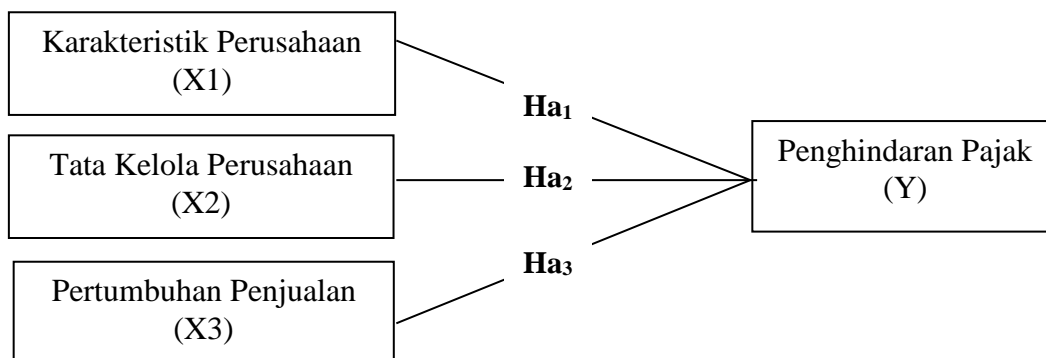 Karakteristik Perusahaan
(X1)
Ha₁
Tata Kelola Perusahaan
(X2)
Ha₂
Penghindaran Pajak
(Y)
Pertumbuhan Penjualan
(X3)
Ha₃